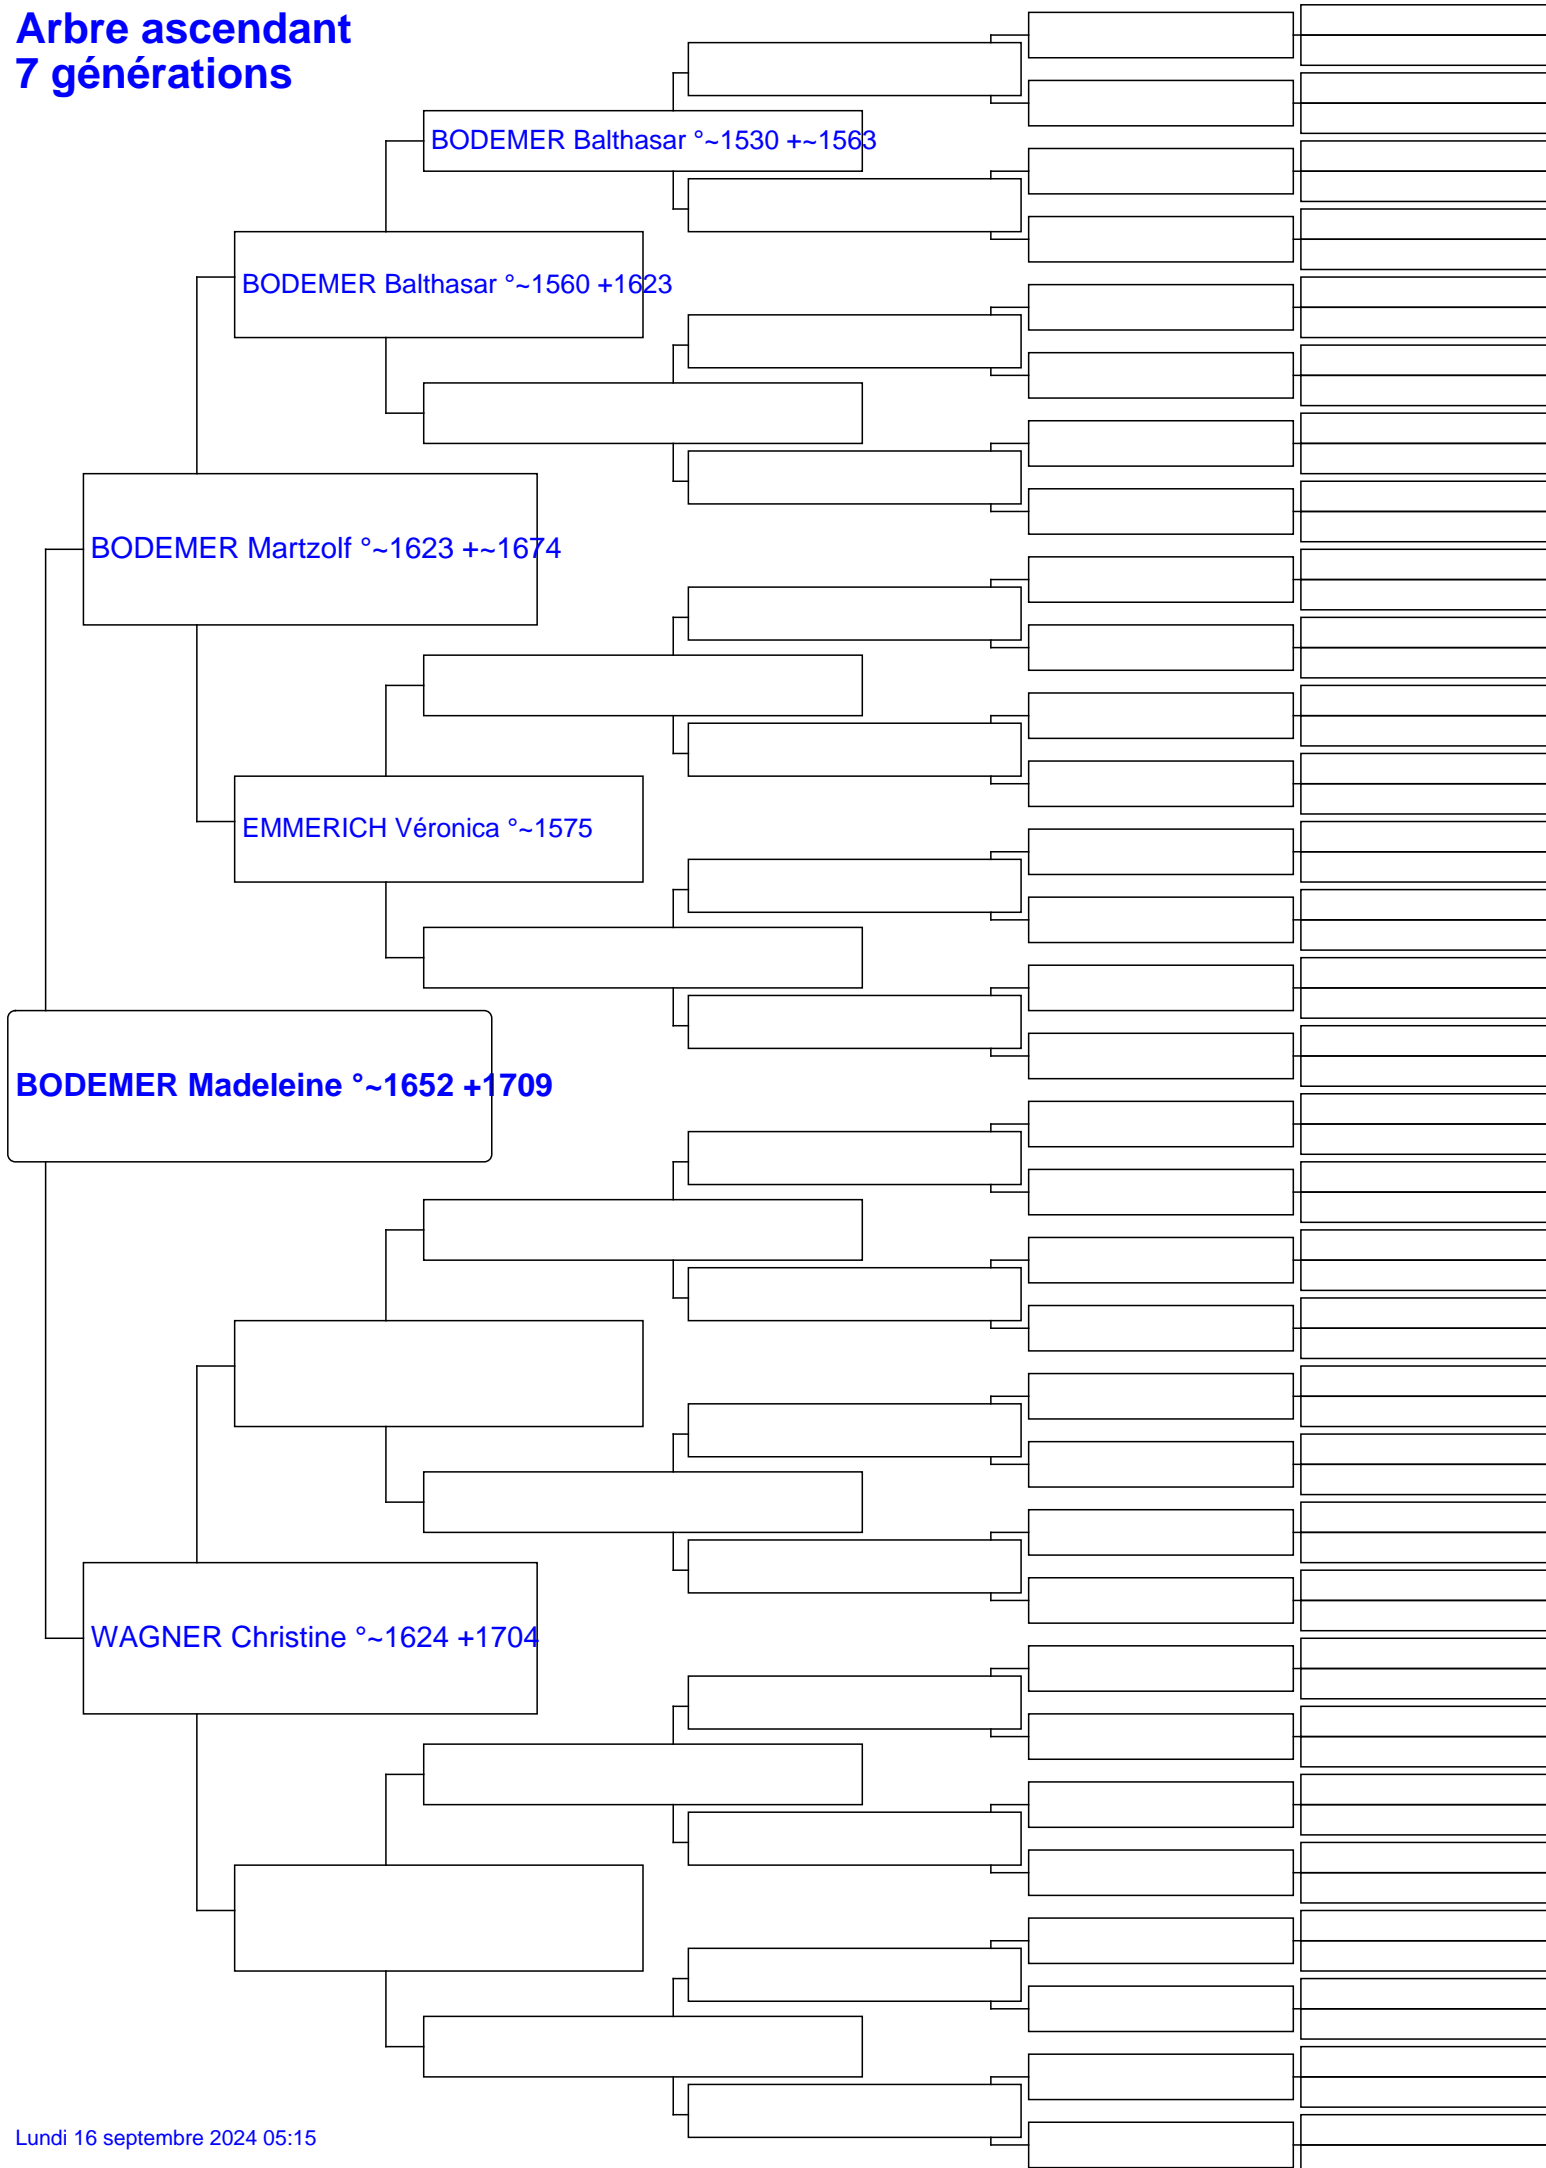 Arbre ascendant
7 générations
BODEMER Balthasar °~1530 +~1563
BODEMER Balthasar °~1560 +1623
BODEMER Martzolf °~1623 +~1674
EMMERICH Véronica °~1575
BODEMER Madeleine °~1652 +1709
WAGNER Christine °~1624 +1704
Lundi 16 septembre 2024 05:15